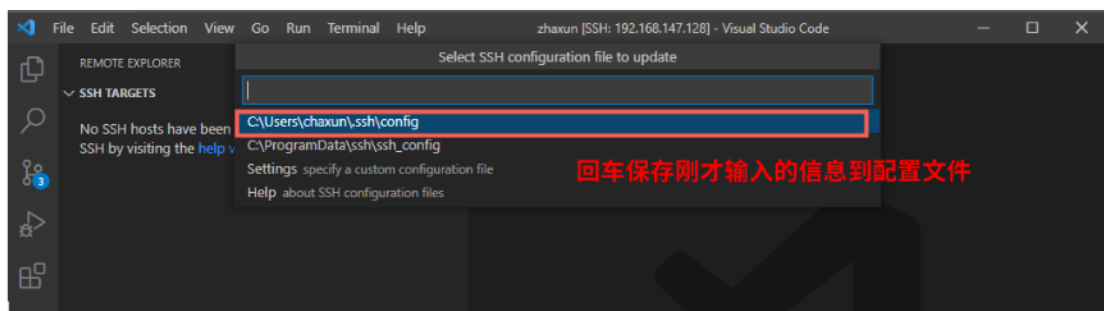 File Edit Selection View Go Run Terminal Help zhaxun [SSH: 192.168.147.128] - Visual Studio Code
REMOTE EXPLORER
Select SSH configuration file to update
SSH TARGETS
No SSH hosts have been
SSH by visiting the help
C:\Users\chaxun\.ssh\config
C:\ProgramData\ssh\ssh_config
Settings specify a custom configuration file
Help about SSH configuration files
回车保存刚才输入的信息到配置文件
3